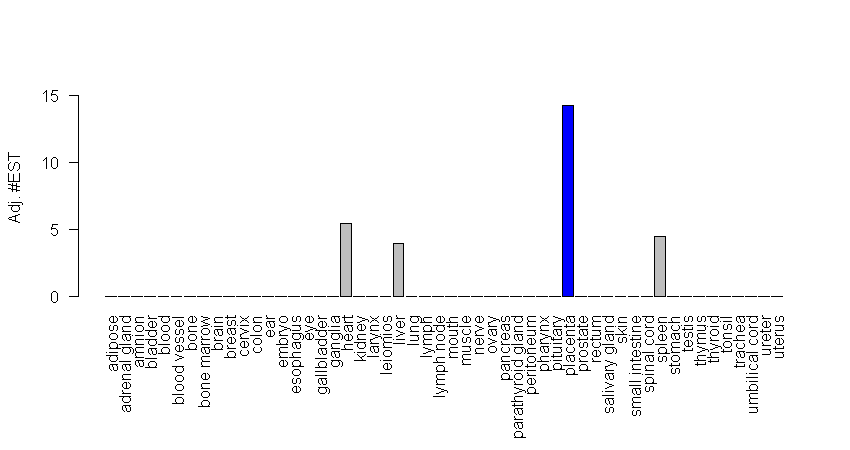 Adj. #EST
15
10
5
0
adipose
adrenal gland
amnion
bladder
blood
blood vessel
bone
bone marrow
brain
breast
cervix
colon
ear
embryo
esophagus
eye
gallbladder
ganglia
heart
kidney
larynx
leiomios
liver
lung
lymph
lymph node
mouth
muscle
nerve
ovary
pancreas
parathyroid gland
peritoneum
pharynx
pituitary
placenta
prostate
rectum
salivary gland
skin
small intestine
spinal cord
spleen
stomach
testis
thymus
thyroid
tonsil
trachea
umbilical cord
ureter
uterus